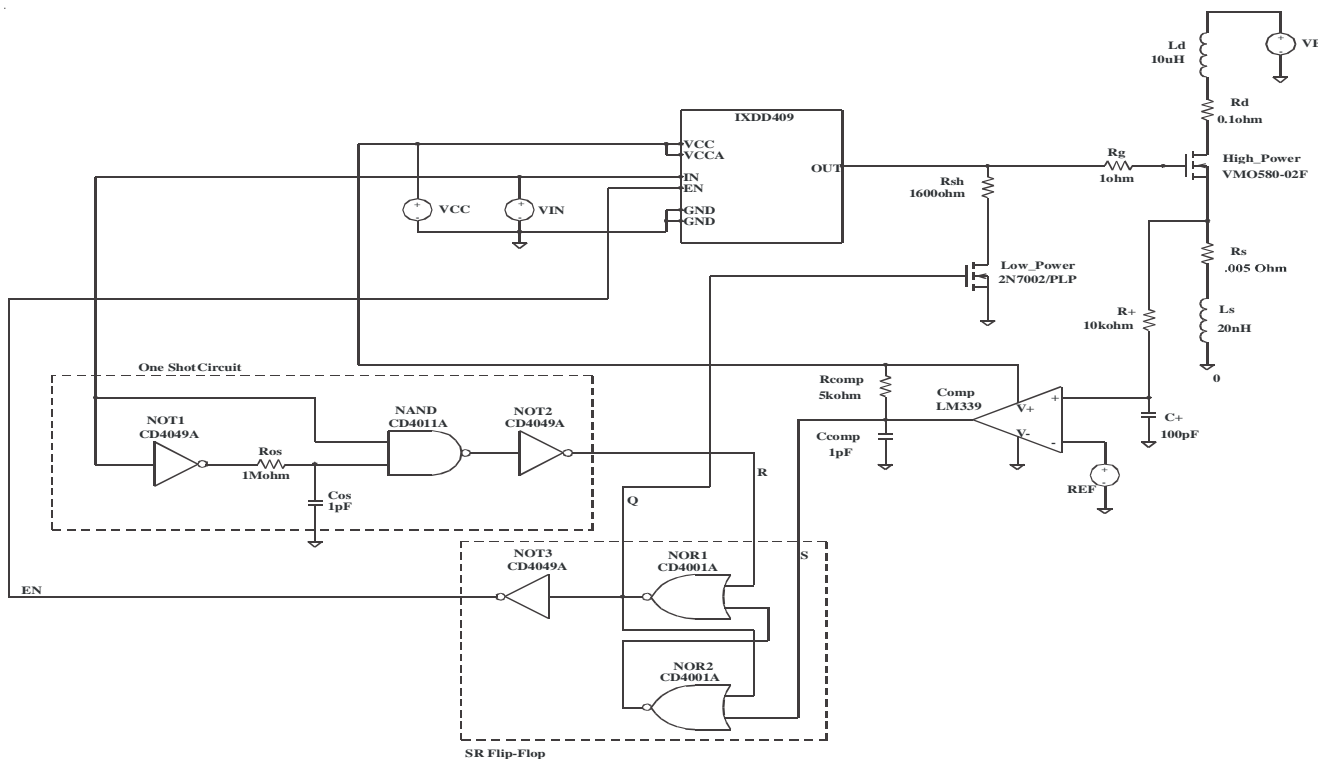 Ld
10uH
VB
Rd
0.1ohm
IXDD409
VCC
VCCA
IN
EN
GND
GND
OUT
VCC
VIN
Rg
1ohm
High_Power
VMO580-02F
Rsh
1600ohm
Low_Power
2N7002/PLP
Rs
.005 Ohm
R+
10kohm
Ls
20nH
0
One Shot Circuit
NOT1
CD4049A
Ros
1Mohm
Cos
1pF
NAND
CD4011A
NOT2
CD4049A
Rcomp
5kohm
Comp
LM339
V+
V-
+
-
C+
100pF
Ccomp
1pF
REF
R
Q
S
EN
NOT3
CD4049A
NOR1
CD4001A
NOR2
CD4001A
SR Flip-Flop